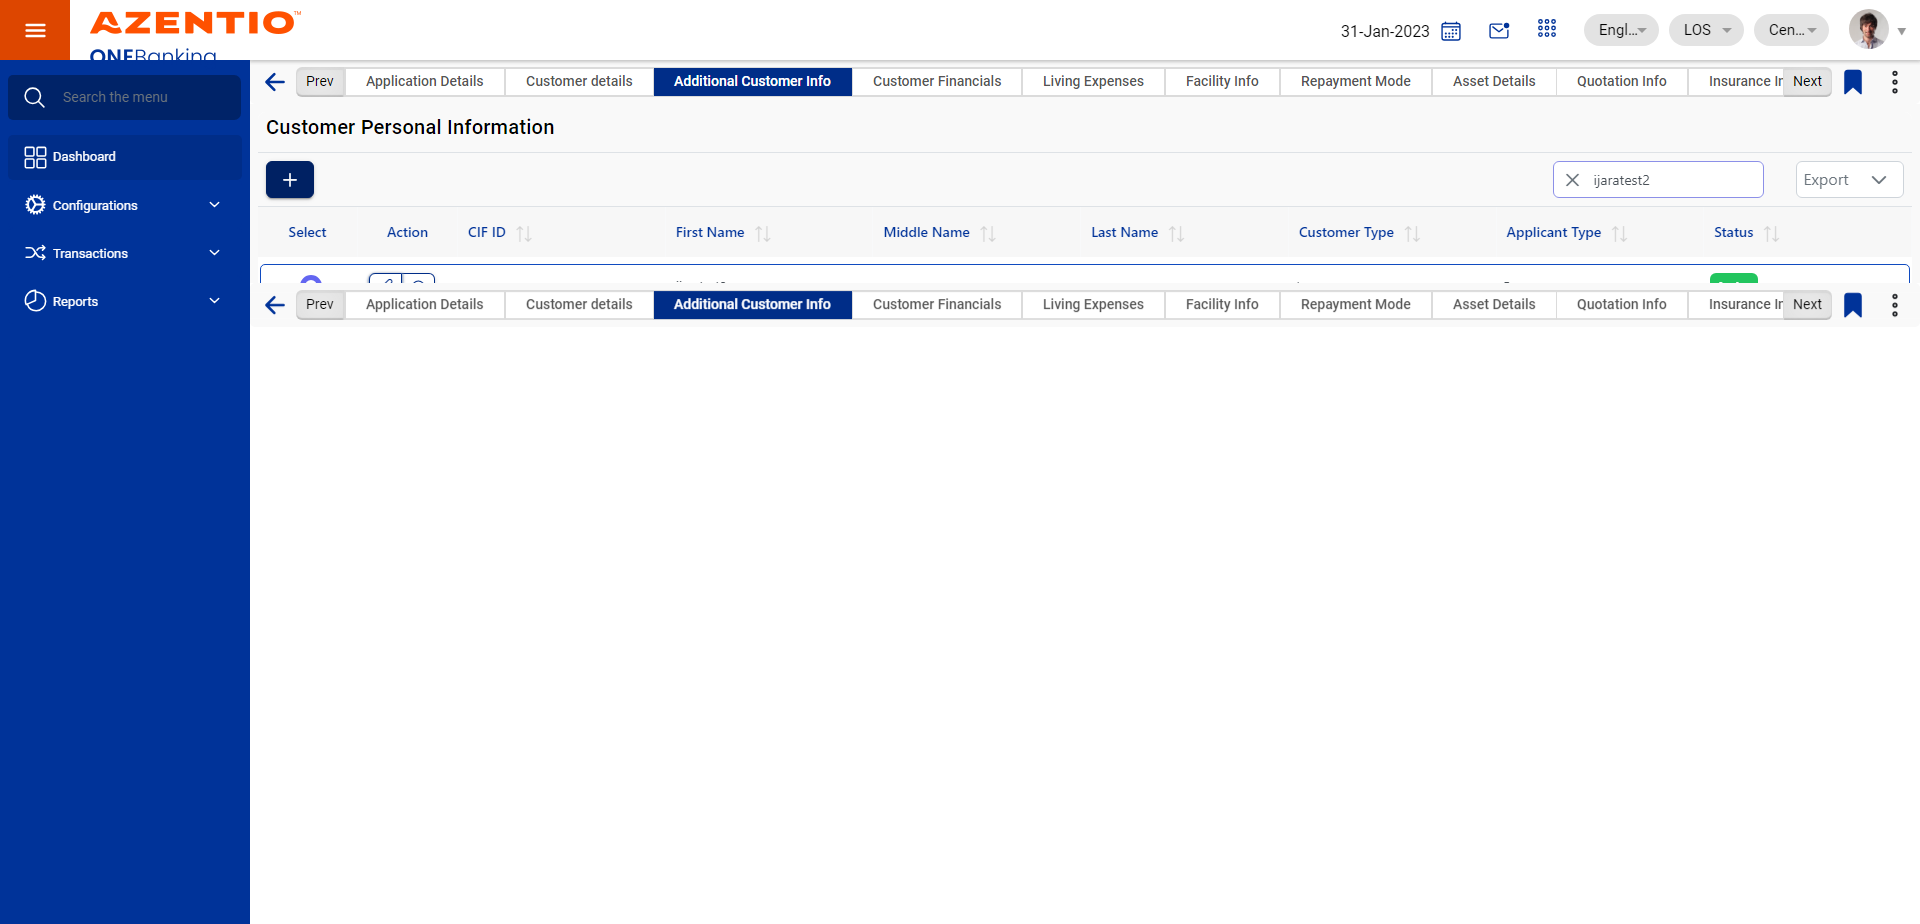 AZENTIO™
ONEBanking
31-Jan-2023
Engl...
LOS
Cen...
Search the menu
Dashboard
Configurations
Transactions
Reports
Prev
Application Details
Customer details
Additional Customer Info
Customer Financials
Living Expenses
Facility Info
Repayment Mode
Asset Details
Quotation Info
Insurance Ir
Next
Customer Personal Information
+
ijaratest2
Export
Select
Action
CIF ID
First Name
Middle Name
Last Name
Customer Type
Applicant Type
Status
Prev
Application Details
Customer details
Additional Customer Info
Customer Financials
Living Expenses
Facility Info
Repayment Mode
Asset Details
Quotation Info
Insurance Ir
Next